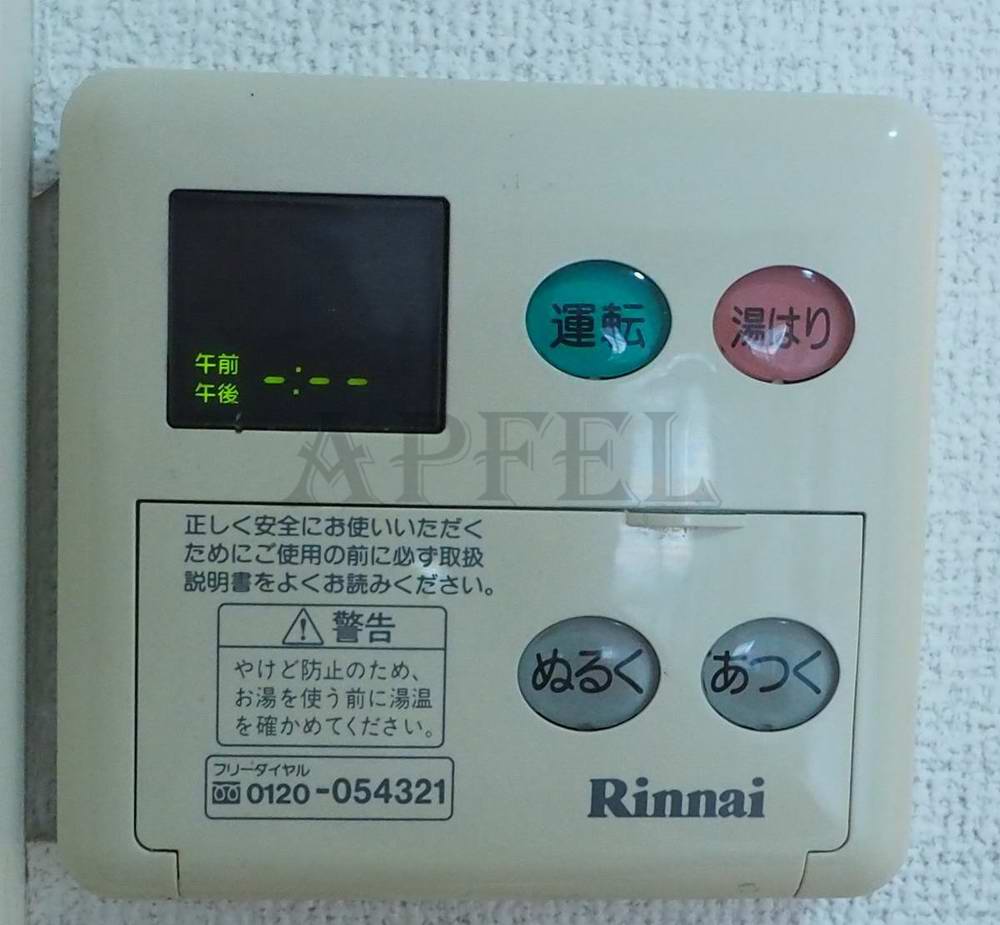 午前
午後 -:--
運転
湯はり
APFEL
正しく安全にお使いいただく
ためにご使用の前に必ず取扱
説明書をよくお読みください。
警告
やけど防止のため、
お湯を使う前に湯温
を確かめてください。
フリーダイヤル
0120-054321
ぬるく
あつく
Rinnai